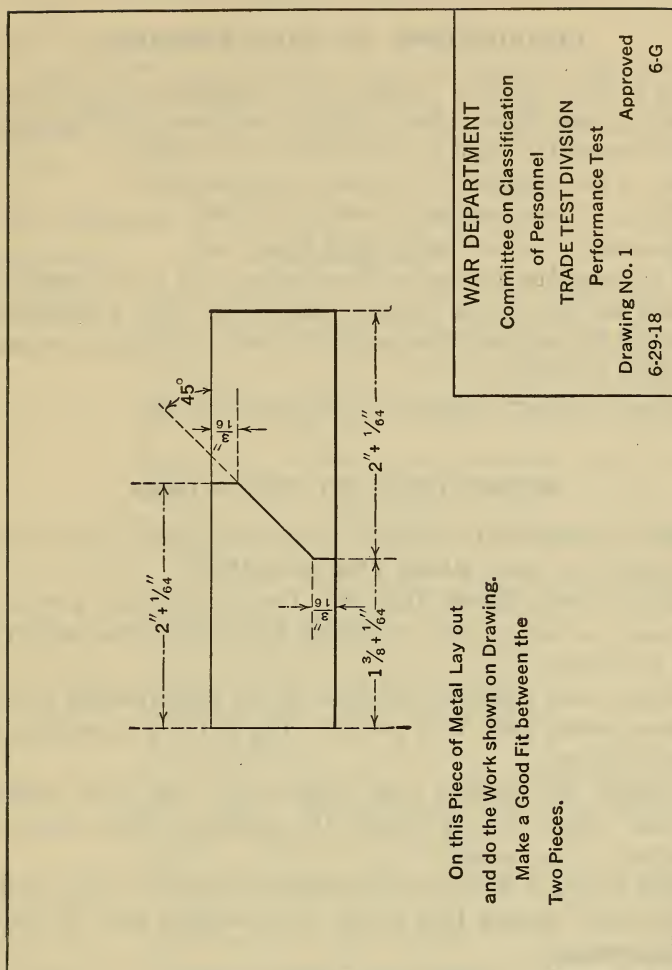 45°
3/16"
2" + 1/64"
3/16"
1 3/8 + 1/64"
2" + 1/64"
On this Piece of Metal Lay out
and do the Work shown on Drawing.
Make a Good Fit between the
Two Pieces.
WAR DEPARTMENT
Committee on Classification
of Personnel
TRADE TEST DIVISION
Performance Test
Drawing No. 1 Approved
6-29-18 6-G